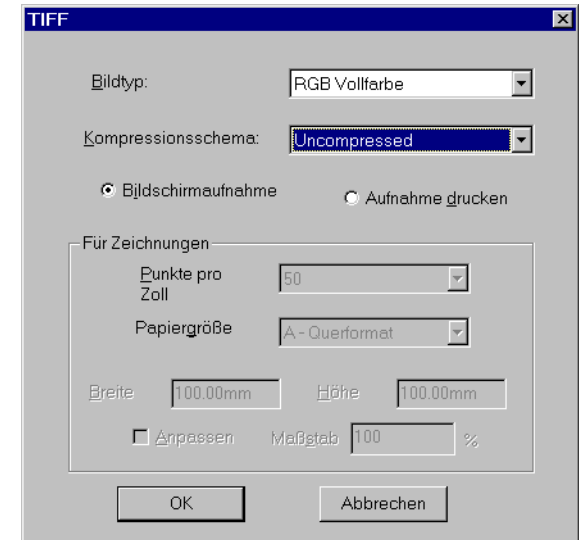 TIFF
Bildtyp: RGB Vollfarbe
Kompressionsschema: Uncompressed
Bildschirmaufnahme Aufnahme drucken
Für Zeichnungen
Punkte pro Zoll 50
Papiergröße A - Querformat
Breite 100.00mm Höhe 100.00mm
Anpassen Maßstab 100 %
OK Abbrechen